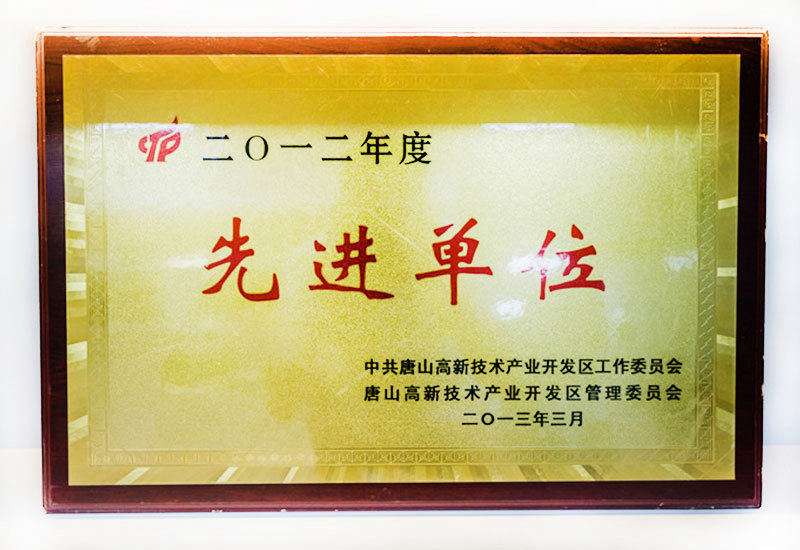 二〇一二年度
先进单位
中共唐山高新技术产业开发区工作委员会
唐山高新技术产业开发区管理委员会
二〇一三年三月